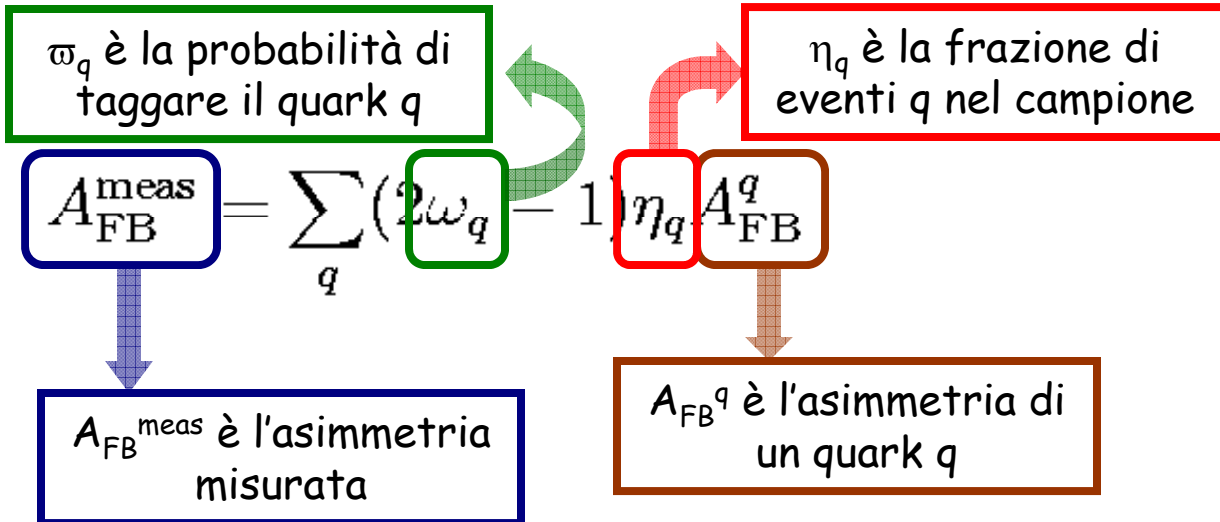 ϖq è la probabilità di
taggare il quark q
ηq è la frazione di
eventi q nel campione
A_FB^meas = ∑_q (2ω_q − 1)η_q A_FB^q
A_FB^meas è l'asimmetria
misurata
A_FB^q è l'asimmetria di
un quark q